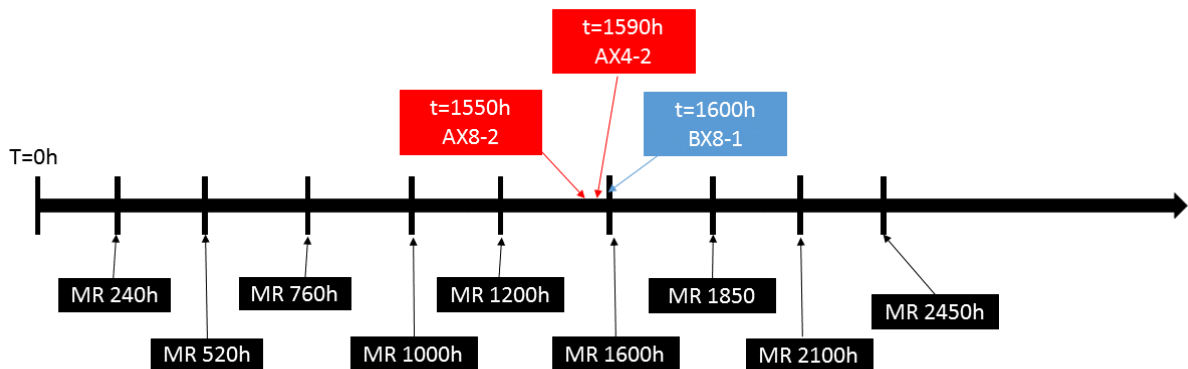 t=1590h
AX4-2
t=1550h
AX8-2
t=1600h
BX8-1
T=0h
MR 240h
MR 760h
MR 1200h
MR 1850
MR 2450h
MR 520h
MR 1000h
MR 1600h
MR 2100h